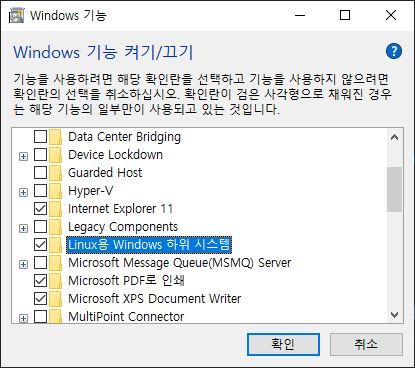 Windows 기능
Windows 기능 켜기/끄기
기능을 사용하려면 해당 확인란을 선택하고 기능을 사용하지 않으려면
확인란의 선택을 취소하십시오. 확인란이 검은 사각형으로 채워진 경우
는 해당 기능의 일부만이 사용되고 있는 것입니다.
Data Center Bridging
Device Lockdown
Guarded Host
Hyper-V
Internet Explorer 11
Legacy Components
Linux용 Windows 하위 시스템
Microsoft Message Queue(MSMQ) Server
Microsoft PDF로 인쇄
Microsoft XPS Document Writer
MultiPoint Connector
확인
취소